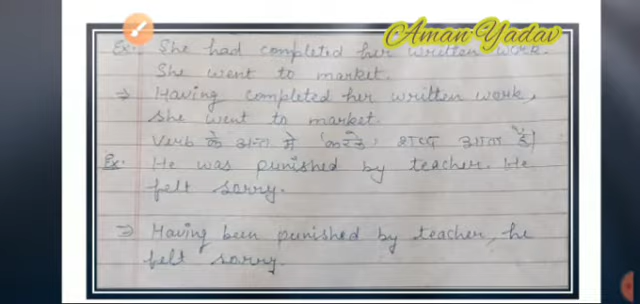 Aman Yadav
Ex:- She had completed her written work.
She went to market.
⇒ Having completed her written work,
she went to market.
Verb के अन्त में 'करके' शब्द आता है।
Ex:- He was punished by teacher. He
felt sorry.
⇒ Having been punished by teacher, he
felt sorry.